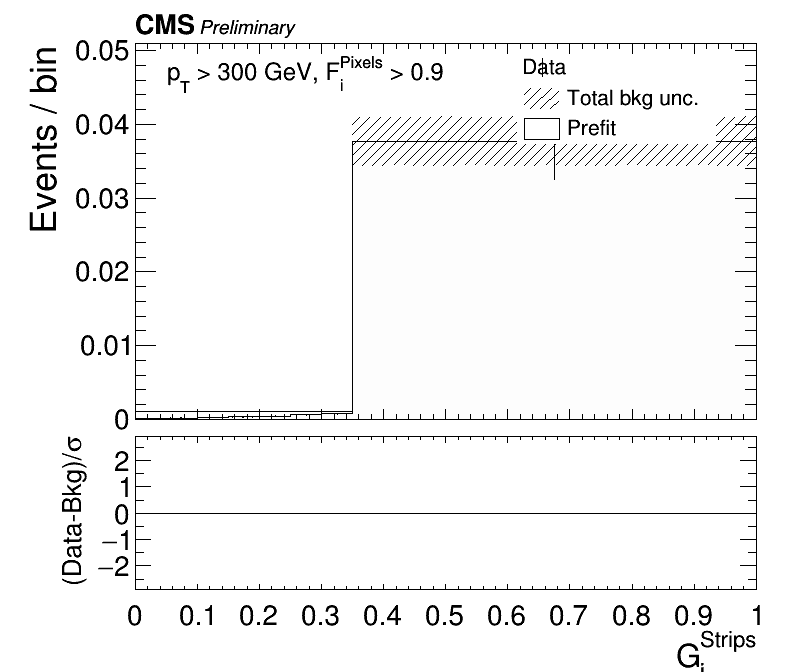 CMS Preliminary
p_T > 300 GeV, F_i^Pixels > 0.9
Data
Total bkg unc.
Prefit
Events / bin
0.05
0.04
0.03
0.02
0.01
0
(Data-Bkg)/σ
2
1
0
−1
−2
0 0.1 0.2 0.3 0.4 0.5 0.6 0.7 0.8 0.9 1
G_i^Strips